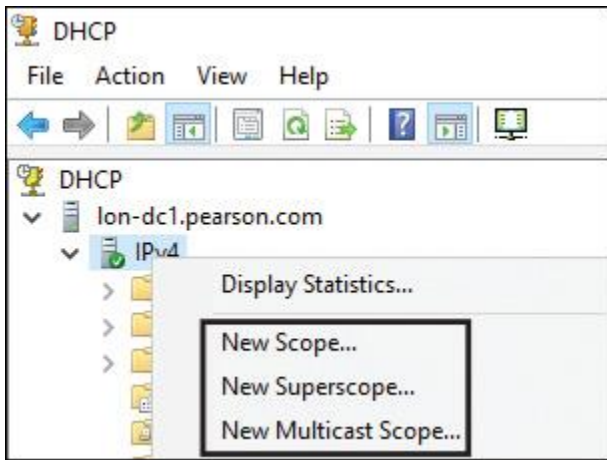 DHCP
File Action View Help
DHCP
lon-dc1.pearson.com
IPv4
Display Statistics...
New Scope...
New Superscope...
New Multicast Scope...